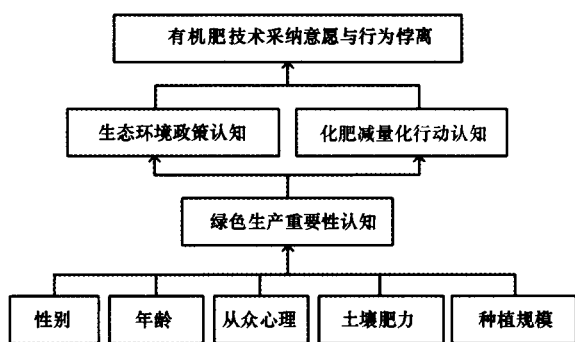 有机肥技术采纳意愿与行为悖离
生态环境政策认知
化肥减量化行动认知
绿色生产重要性认知
性别
年龄
从众心理
土壤肥力
种植规模